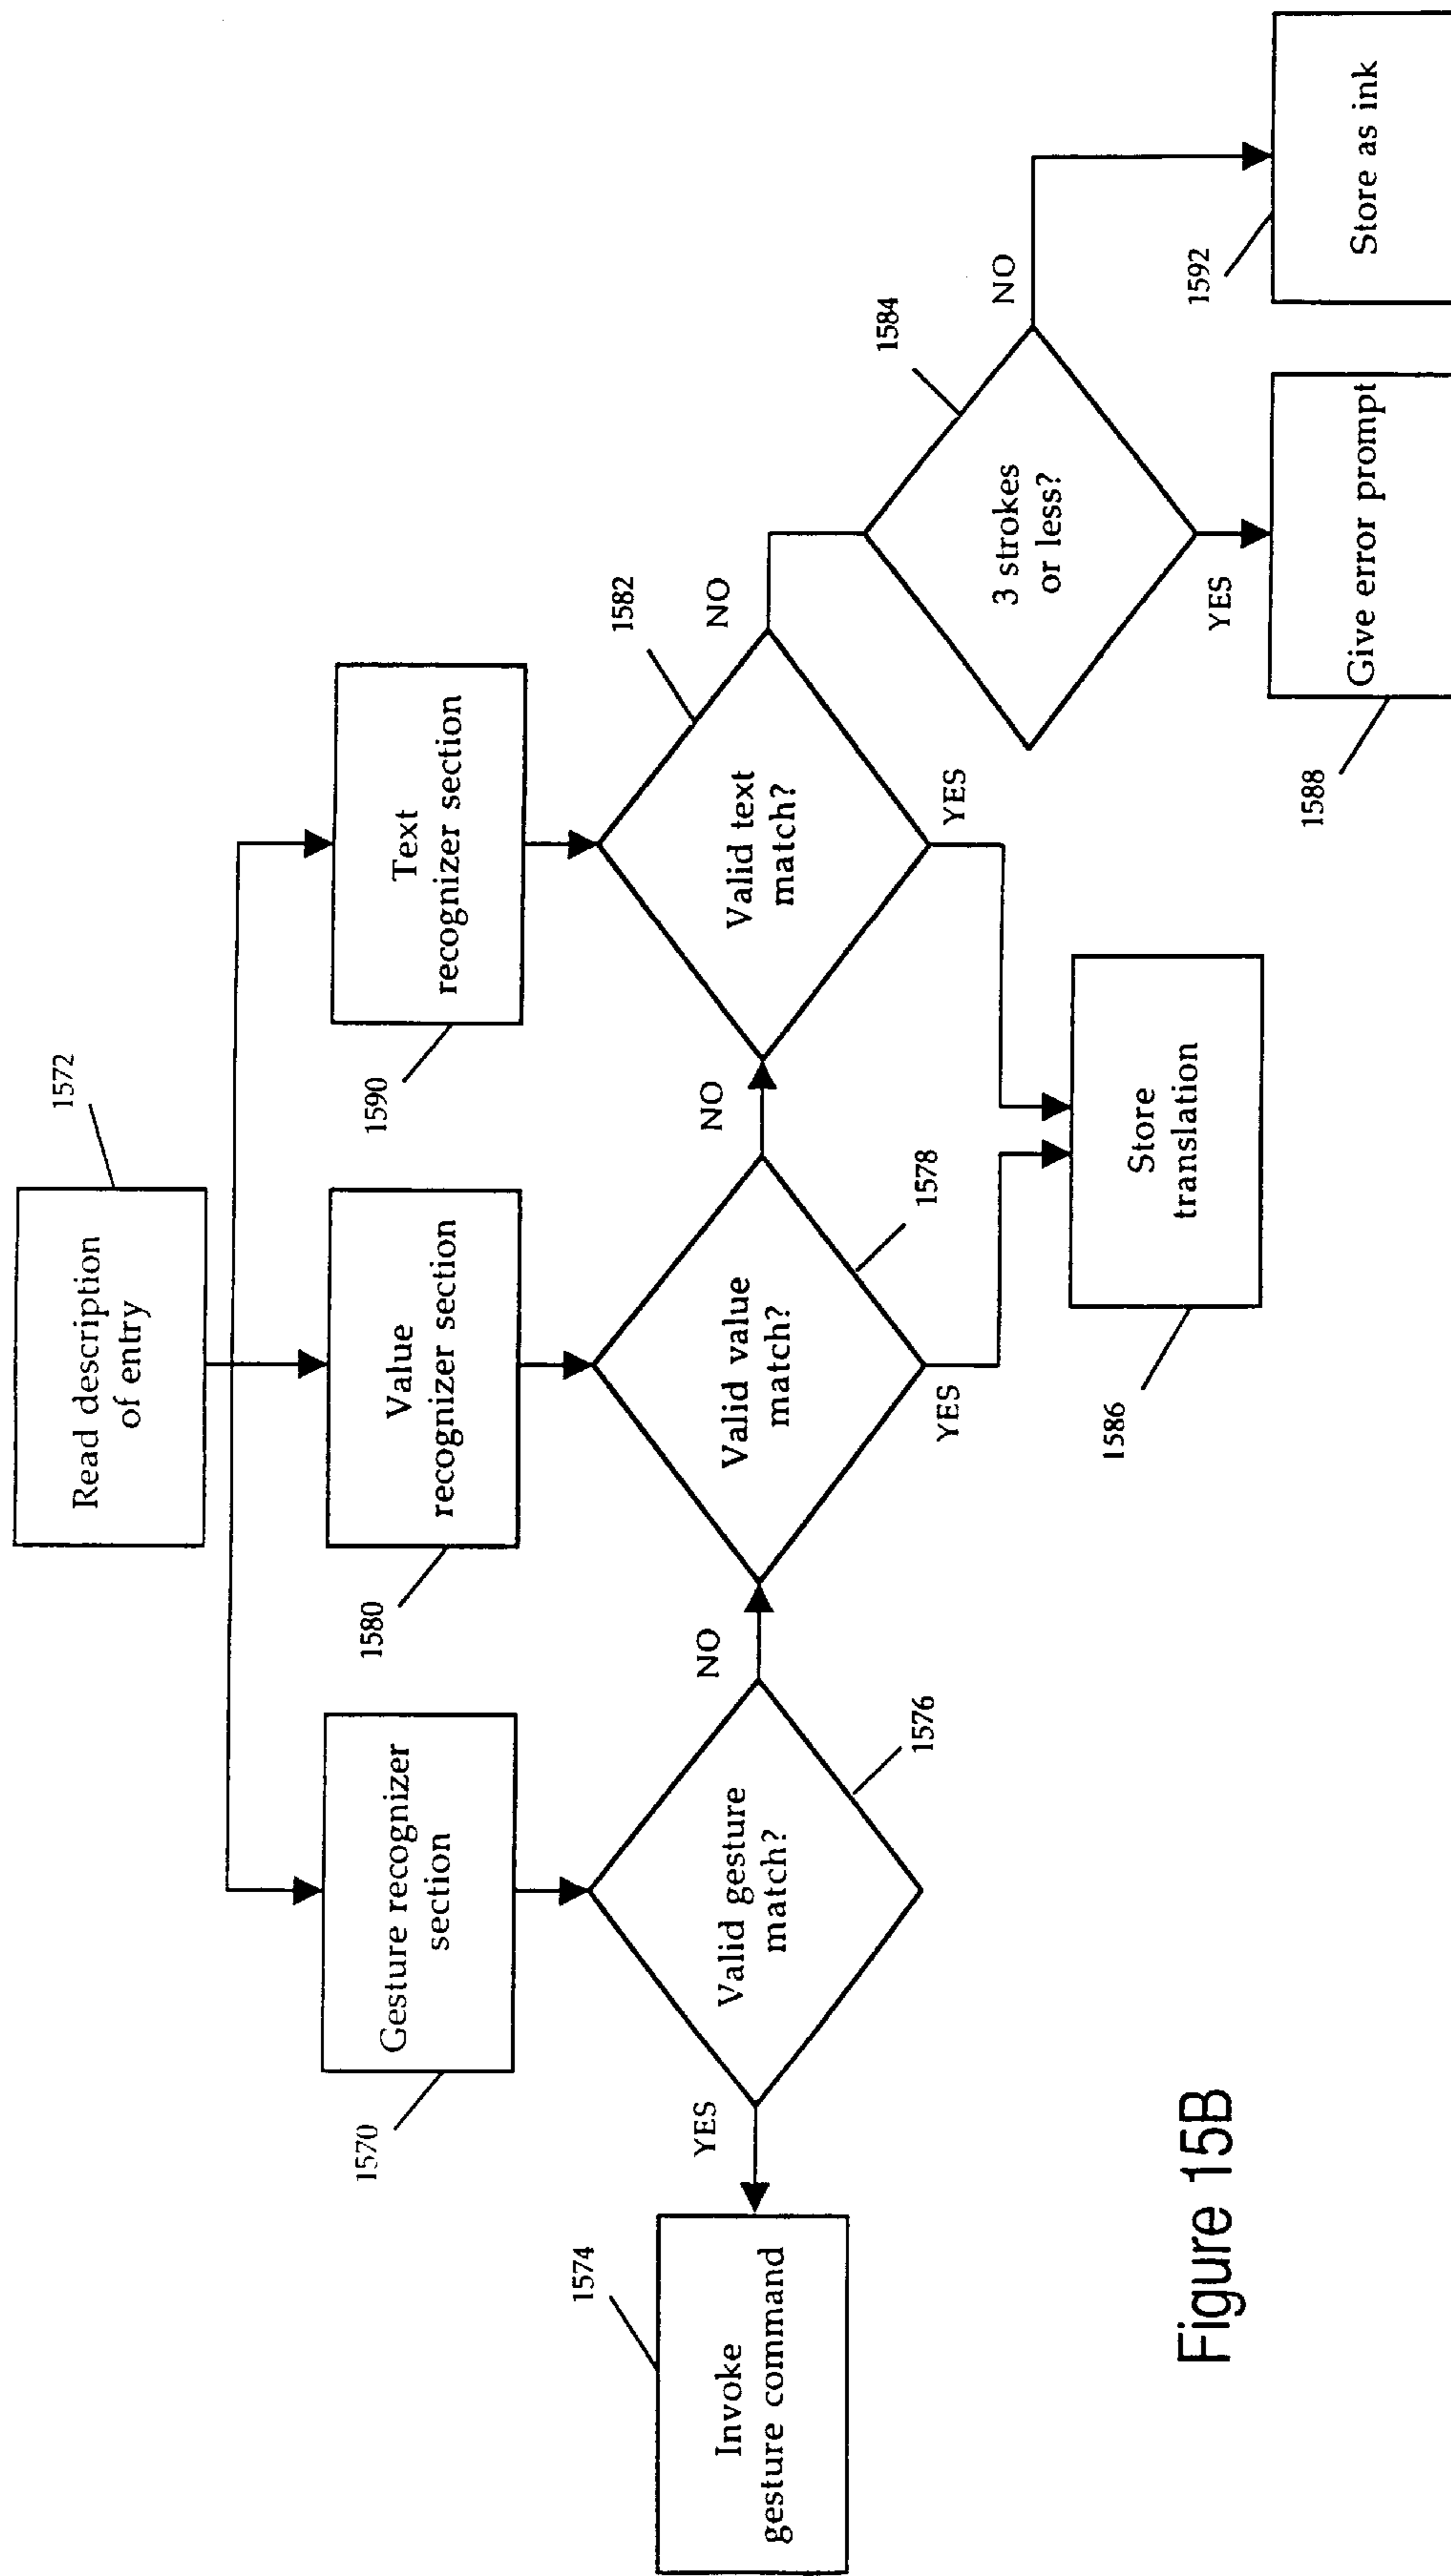 1572
Read description
of entry
Gesture recognizer
section
1570
Value
recognizer section
1580
Text
recognizer section
1590
1574
Invoke
gesture command
YES
Valid gesture
match?
1576
NO
Valid value
match?
1578
YES
NO
Valid text
match?
1582
YES
NO
3 strokes
or less?
1584
YES
NO
Store
translation
1586
Give error prompt
1588
Store as ink
1592
Figure 15B